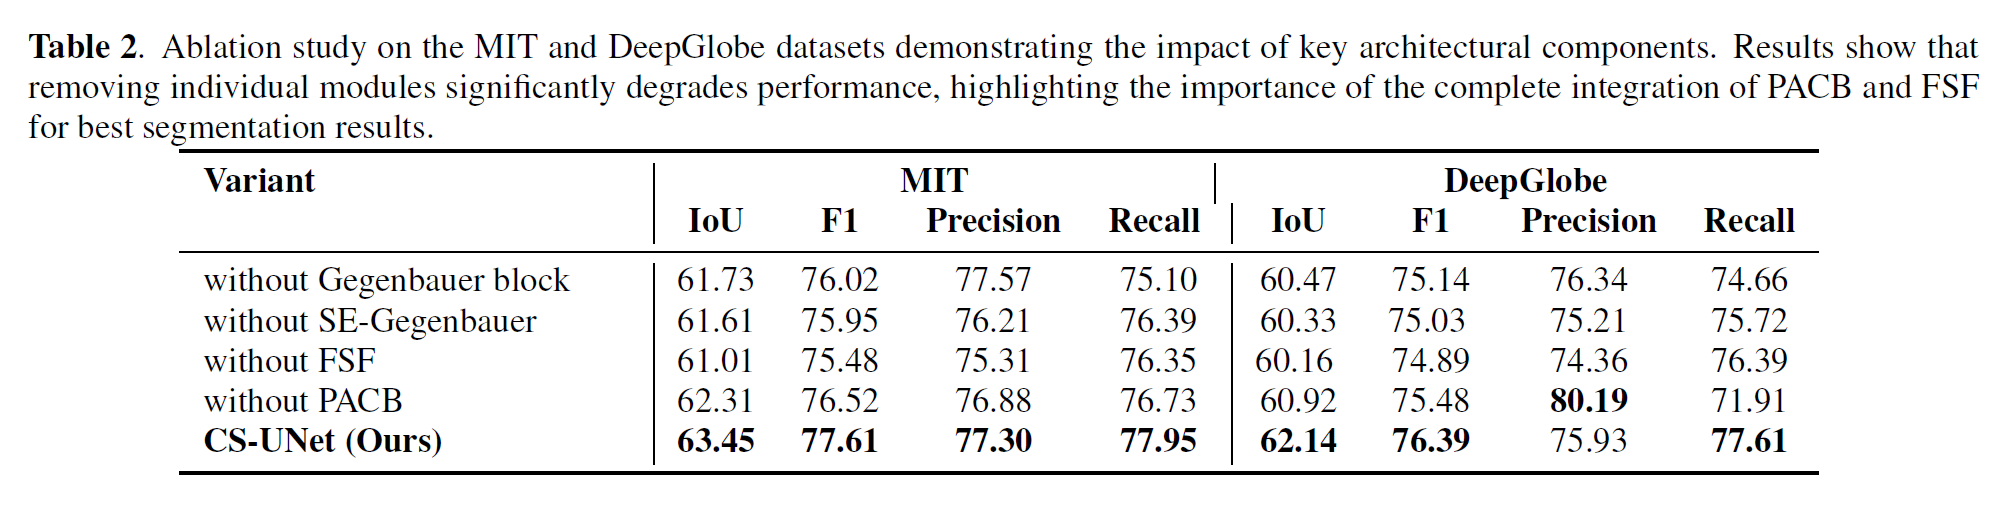 Table 2. Ablation study on the MIT and DeepGlobe datasets demonstrating the impact of key architectural components. Results show that
removing individual modules significantly degrades performance, highlighting the importance of the complete integration of PACB and FSF
for best segmentation results.
Variant MIT DeepGlobe
IoU F1 Precision Recall IoU F1 Precision Recall
without Gegenbauer block 61.73 76.02 77.57 75.10 60.47 75.14 76.34 74.66
without SE-Gegenbauer 61.61 75.95 76.21 76.39 60.33 75.03 75.21 75.72
without FSF 61.01 75.48 75.31 76.35 60.16 74.89 74.36 76.39
without PACB 62.31 76.52 76.88 76.73 60.92 75.48 80.19 71.91
CS-UNet (Ours) 63.45 77.61 77.30 77.95 62.14 76.39 75.93 77.61